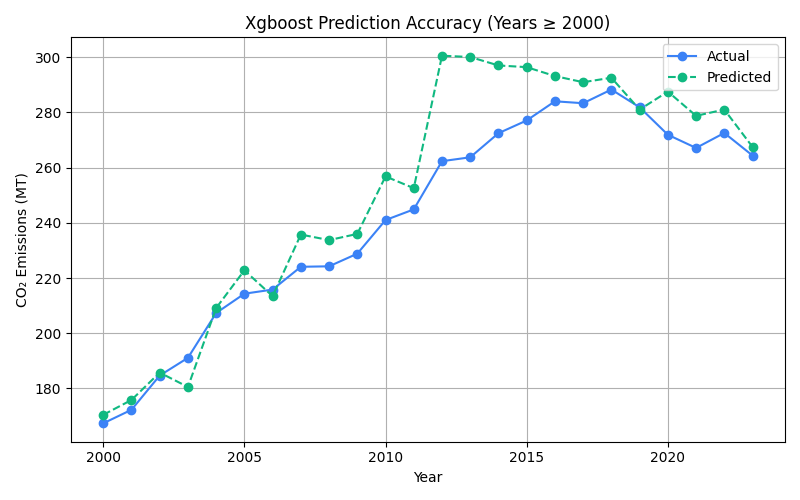 Xgboost Prediction Accuracy (Years ≥ 2000)
Actual
Predicted
CO₂ Emissions (MT)
300
280
260
240
220
200
180
2000 2005 2010 2015 2020
Year